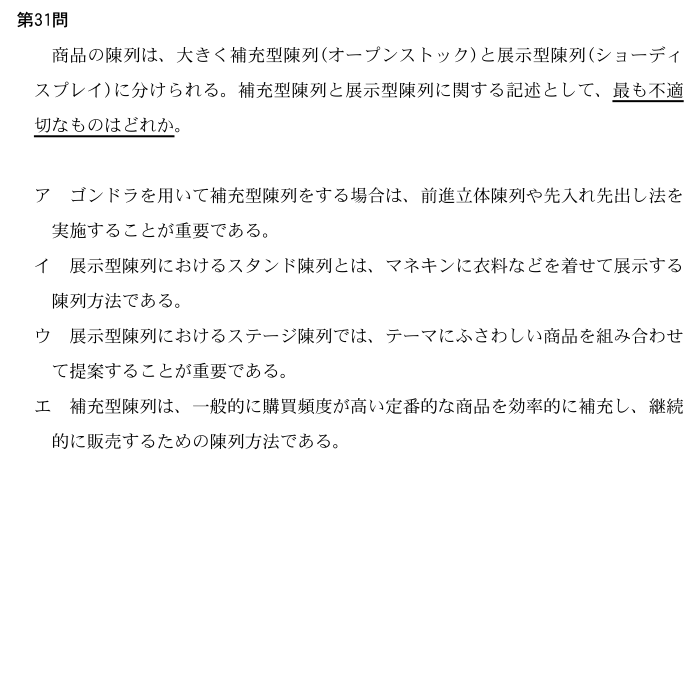 第31問
商品の陳列は、大きく補充型陳列(オープンストック)と展示型陳列(ショーディ
スプレイ)に分けられる。補充型陳列と展示型陳列に関する記述として、最も不適
切なものはどれか。
ア　ゴンドラを用いて補充型陳列をする場合は、前進立体陳列や先入れ先出し法を
実施することが重要である。
イ　展示型陳列におけるスタンド陳列とは、マネキンに衣料などを着せて展示する
陳列方法である。
ウ　展示型陳列におけるステージ陳列では、テーマにふさわしい商品を組み合わせ
て提案することが重要である。
エ　補充型陳列は、一般的に購買頻度が高い定番的な商品を効率的に補充し、継続
的に販売するための陳列方法である。